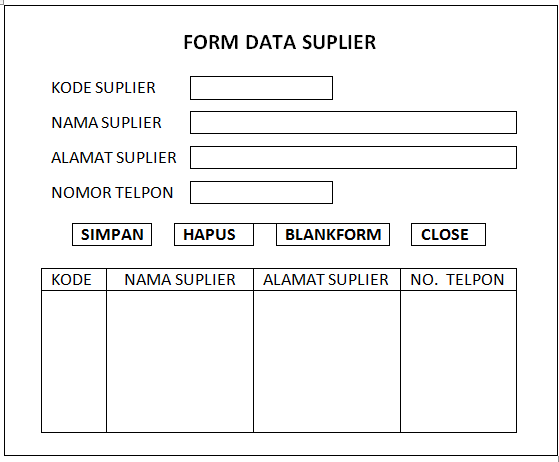 FORM DATA SUPLIER
KODE SUPLIER
NAMA SUPLIER
ALAMAT SUPLIER
NOMOR TELPON
SIMPAN HAPUS BLANKFORM CLOSE
KODE NAMA SUPLIER ALAMAT SUPLIER NO. TELPON